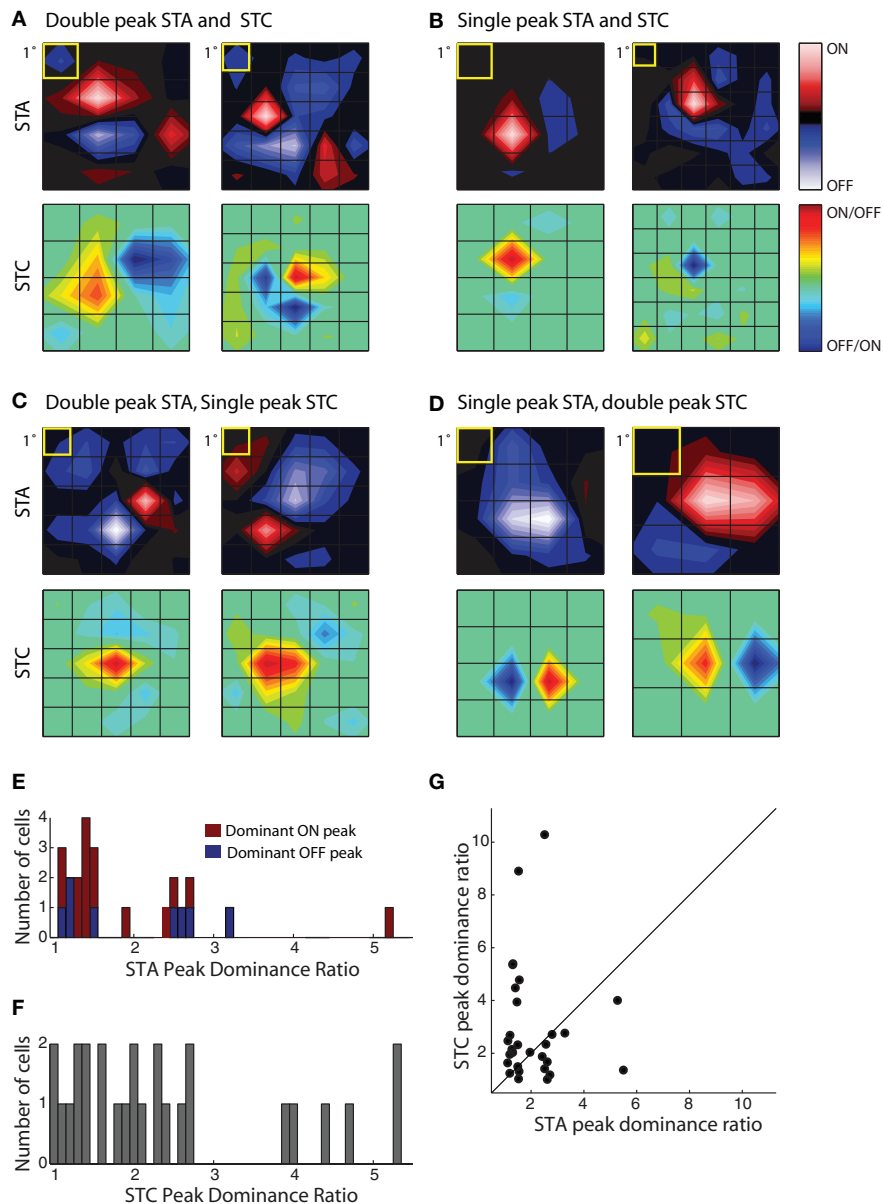 A Double peak STA and STC
B Single peak STA and STC
1°
1°
1°
1°
STA
ON
OFF
STC
ON/OFF
OFF/ON
C Double peak STA, Single peak STC
D Single peak STA, double peak STC
1°
1°
1°
1°
STA
STC
E
Number of cells
4
3
2
1
0
Dominant ON peak
Dominant OFF peak
1 2 3 4 5
STA Peak Dominance Ratio
F
Number of cells
2
1
0
1 2 3 4 5
STC Peak Dominance Ratio
G
STC peak dominance ratio
10
8
6
4
2
2 4 6 8 10
STA peak dominance ratio